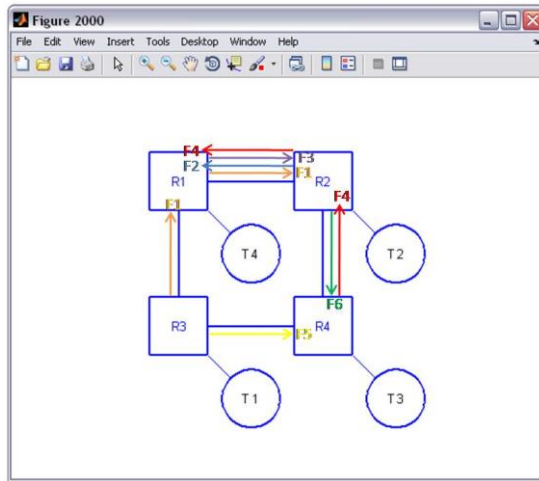 Figure 2000
File Edit View Insert Tools Desktop Window Help
F4
F3
F2
F1
R1
R2
F4
F1
T4
T2
F6
R3
R4
F5
T1
T3